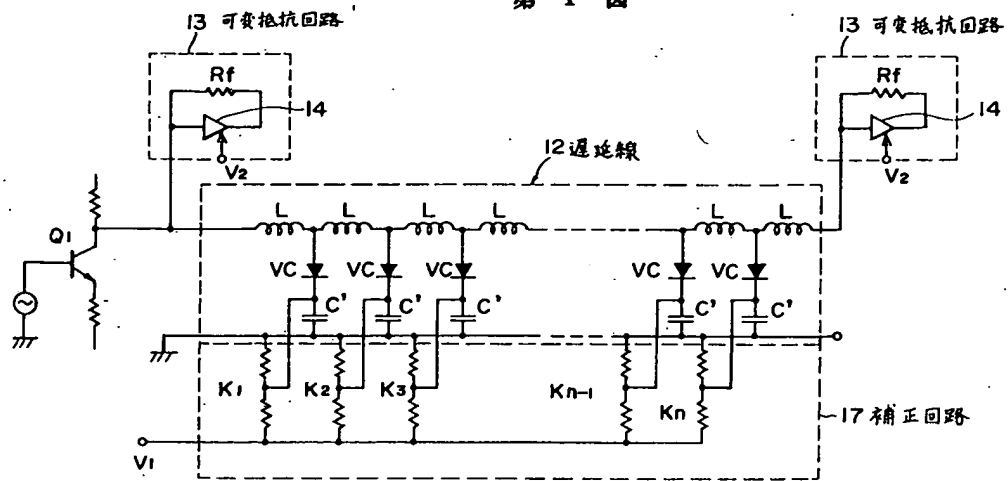 第 1 図
13 可変抵抗回路
Rf
14
V2
13 可変抵抗回路
Rf
14
V2
12 遅延線
L L L L L L
Q1
VC VC VC VC VC
C' C' C' C' C'
K1 K2 K3 Kn-1 Kn
17 補正回路
V1